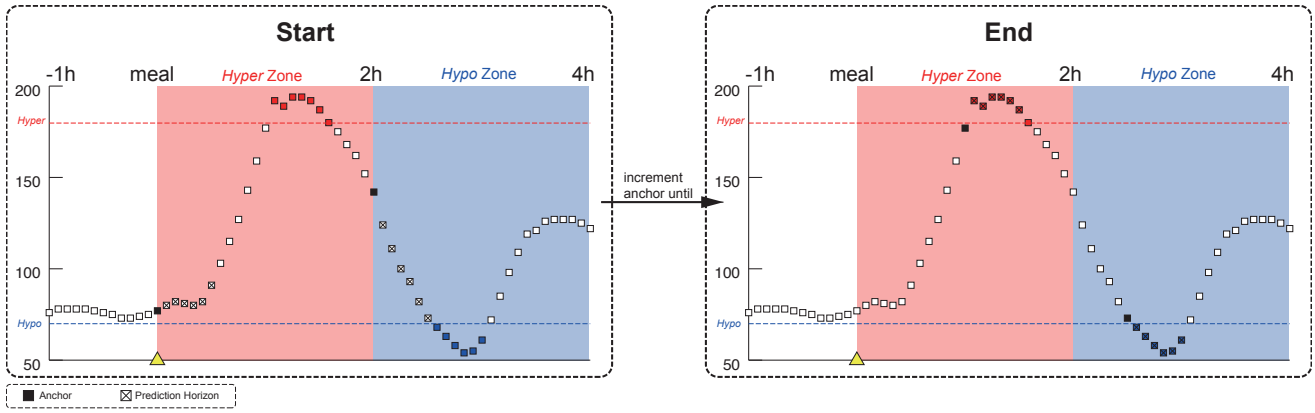 Start
-1h meal Hyper Zone 2h Hypo Zone 4h
200
Hyper
150
100
Hypo
50
increment
anchor until
End
-1h meal Hyper Zone 2h Hypo Zone 4h
200
Hyper
150
100
Hypo
50
Anchor Prediction Horizon